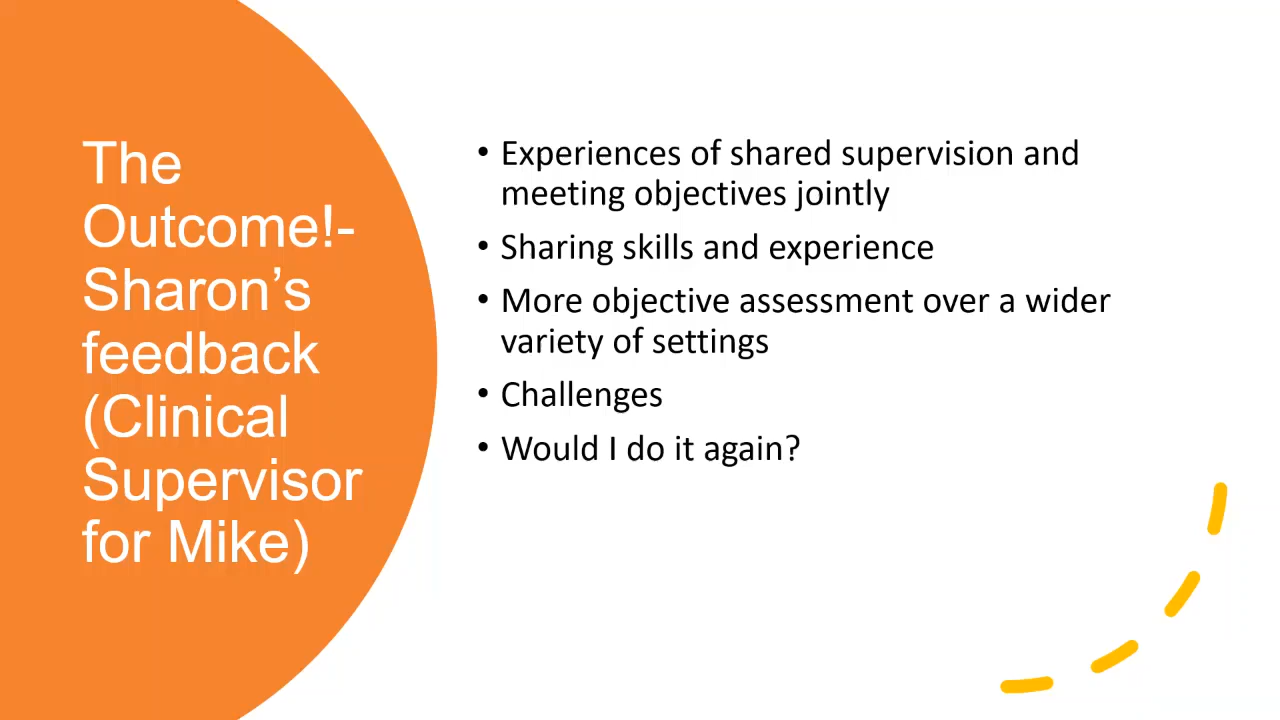 The
Outcome!-
Sharon’s
feedback
(Clinical
Supervisor
for Mike)
• Experiences of shared supervision and
meeting objectives jointly
• Sharing skills and experience
• More objective assessment over a wider
variety of settings
• Challenges
• Would I do it again?